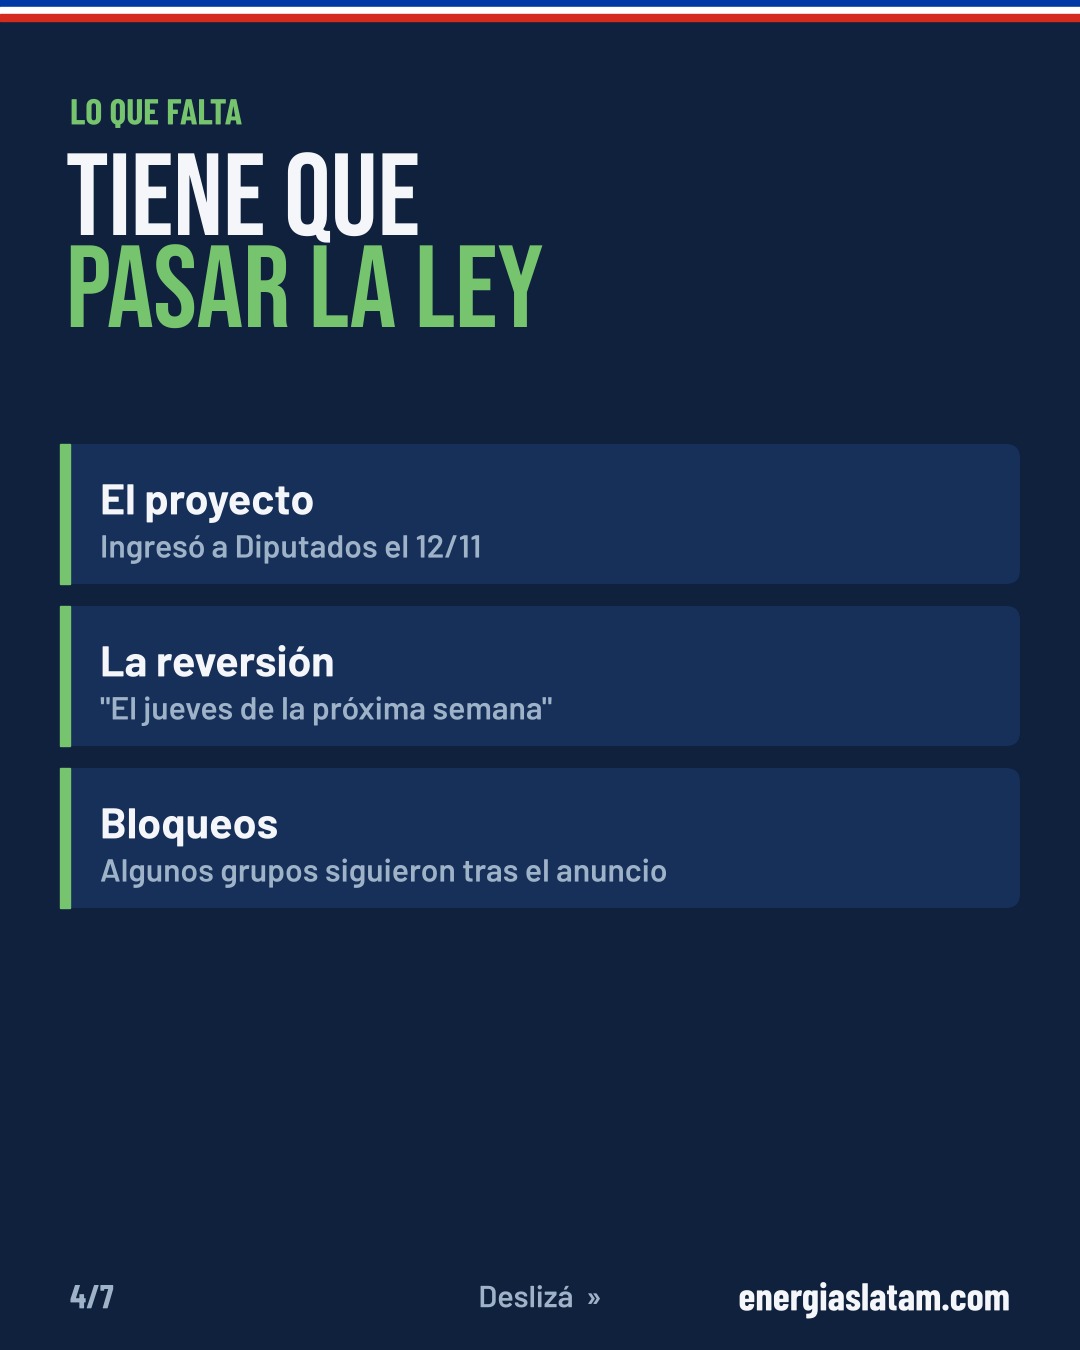 LO QUE FALTA
TIENE QUE
PASAR LA LEY
El proyecto
Ingresó a Diputados el 12/11
La reversión
"El jueves de la próxima semana"
Bloqueos
Algunos grupos siguieron tras el anuncio
4/7
Deslizá »
energiaslatam.com